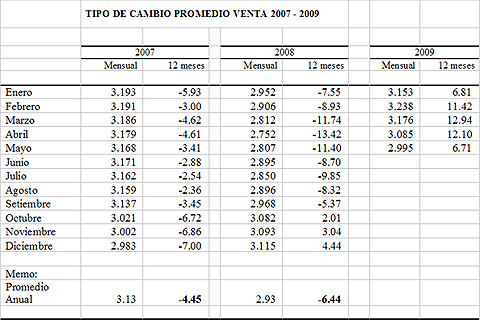 TIPO DE CAMBIO PROMEDIO VENTA 2007 - 2009
2007 2008 2009
Mensual 12 meses Mensual 12 meses Mensual 12 meses
Enero 3.193 -5.93 2.952 -7.55 3.153 6.81
Febrero 3.191 -3.00 2.906 -8.93 3.238 11.42
Marzo 3.186 -4.62 2.812 -11.74 3.176 12.94
Abril 3.179 -4.61 2.752 -13.42 3.085 12.10
Mayo 3.168 -3.41 2.807 -11.40 2.995 6.71
Junio 3.171 -2.88 2.895 -8.70
Julio 3.162 -2.54 2.850 -9.85
Agosto 3.159 -2.36 2.896 -8.32
Setiembre 3.137 -3.45 2.968 -5.37
Octubre 3.021 -6.72 3.082 2.01
Noviembre 3.002 -6.86 3.093 3.04
Diciembre 2.983 -7.00 3.115 4.44
Memo:
Promedio
Anual 3.13 -4.45 2.93 -6.44